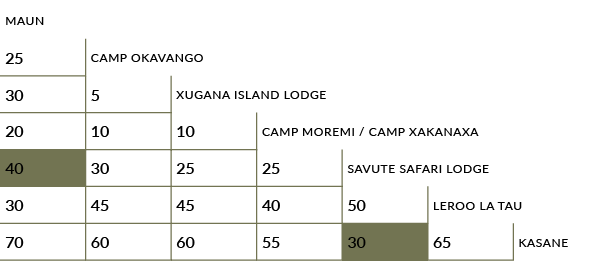 MAUN
25 CAMP OKAVANGO
30 5 XUGANA ISLAND LODGE
20 10 10 CAMP MOREMI / CAMP XAKANAXA
40 30 25 25 SAVUTE SAFARI LODGE
30 45 45 40 50 LEROO LA TAU
70 60 60 55 30 65 KASANE